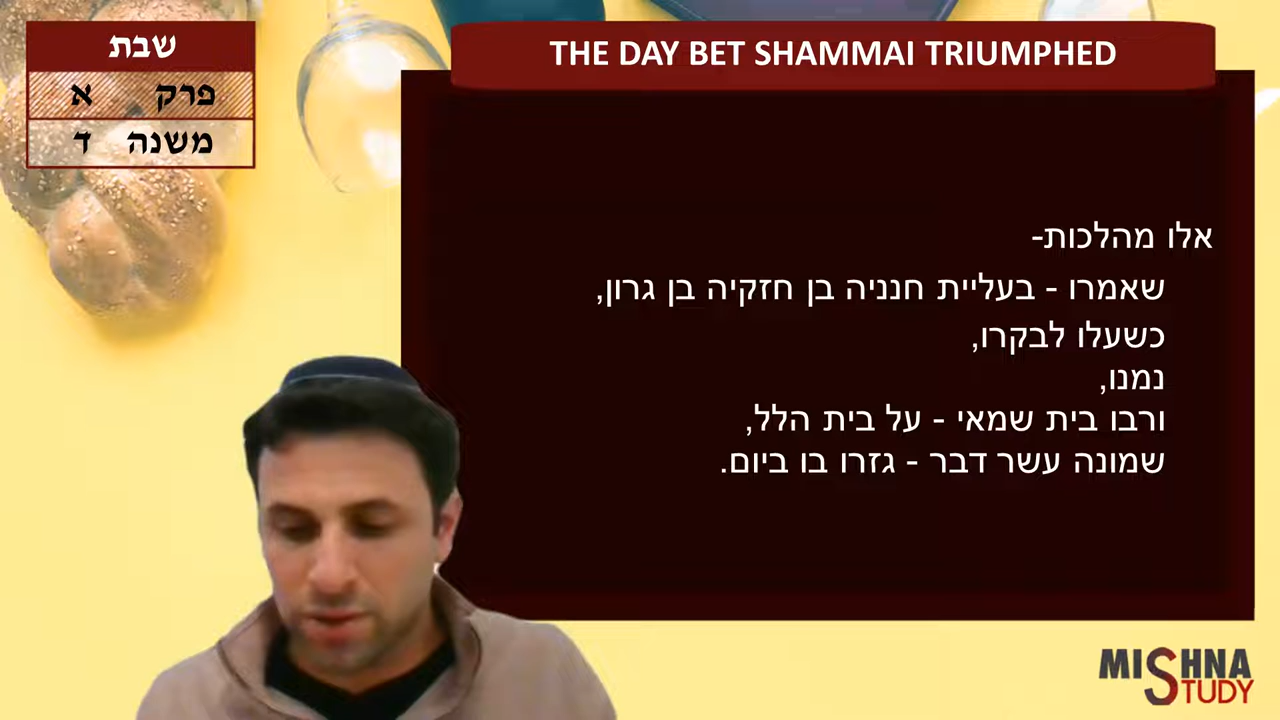 שבת
פרק א
משנה ד
THE DAY BET SHAMMAI TRIUMPHED
אלו מהלכות-
שאמרו - בעליית חנניה בן חזקיה בן גרון,
כשעלו לבקרו,
נמנו,
ורבו בית שמאי - על בית הלל,
שמונה עשר דבר - גזרו בו ביום.
MISHNA
STUDY